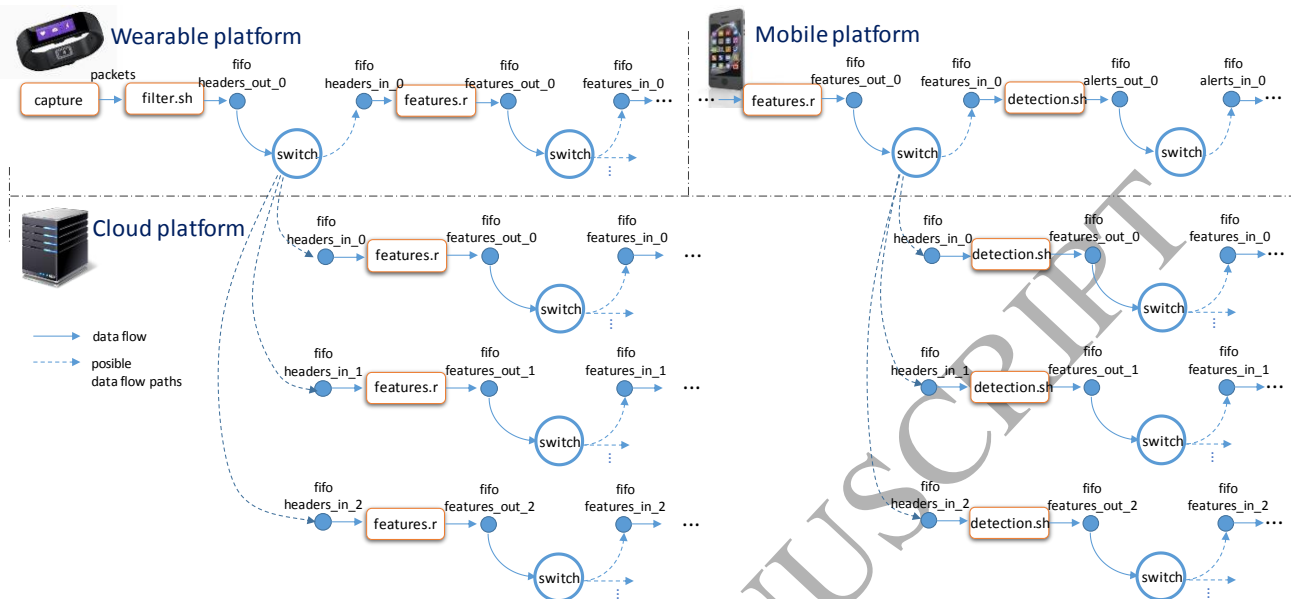 Wearable platform
Mobile platform
packets
fifo
headers_out_0
fifo
headers_in_0
fifo
features_out_0
fifo
features_in_0
fifo
features_out_0
fifo
features_in_0
fifo
alerts_out_0
fifo
alerts_in_0
capture
filter.sh
features.r
...
...
features.r
detection.sh
...
switch
switch
switch
switch
Cloud platform
fifo
headers_in_0
fifo
features_out_0
fifo
features_in_0
fifo
headers_in_0
fifo
features_out_0
fifo
features_in_0
features.r
...
detection.sh
...
switch
switch
data flow
posible
data flow paths
fifo
headers_in_1
fifo
features_out_1
fifo
features_in_1
fifo
headers_in_1
fifo
features_out_1
fifo
features_in_1
features.r
...
detection.sh
...
switch
switch
fifo
headers_in_2
fifo
features_out_2
fifo
features_in_2
fifo
headers_in_2
fifo
features_out_2
fifo
features_in_2
features.r
...
detection.sh
...
switch
switch
NUSCRIPT